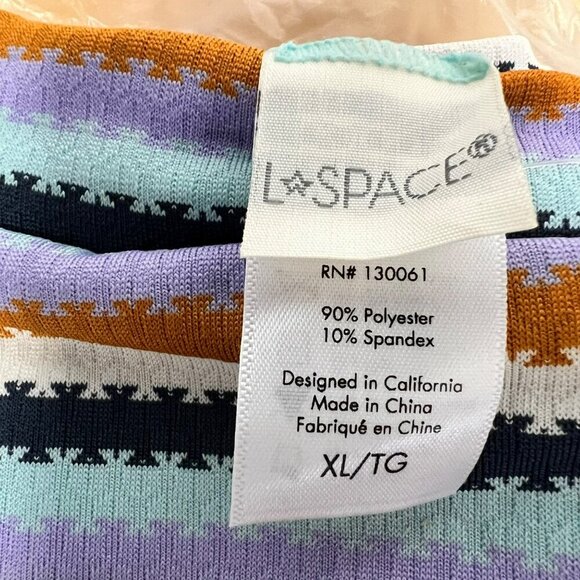 L★SPACE®
RN# 130061
90% Polyester
10% Spandex
Designed in California
Made in China
Fabriqué en Chine
XL/TG